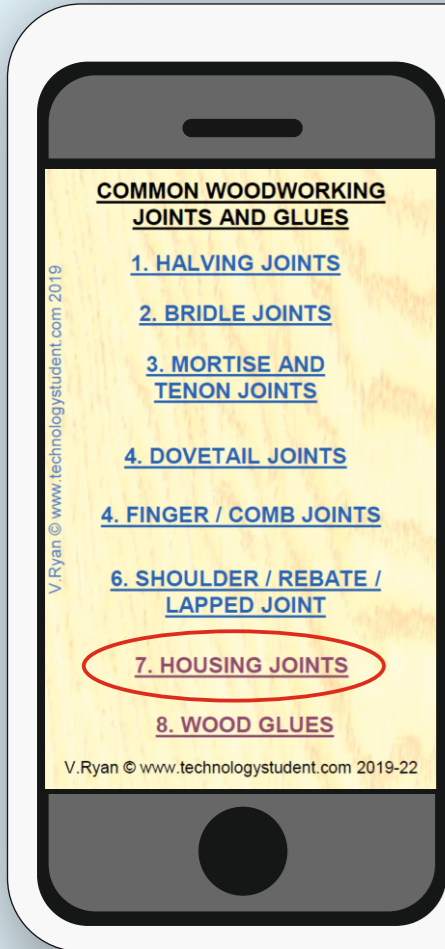 COMMON WOODWORKING
JOINTS AND GLUES
1. HALVING JOINTS
2. BRIDLE JOINTS
3. MORTISE AND
TENON JOINTS
4. DOVETAIL JOINTS
4. FINGER / COMB JOINTS
6. SHOULDER / REBATE /
LAPPED JOINT
7. HOUSING JOINTS
8. WOOD GLUES
V.Ryan © www.technologystudent.com 2019-22
V.Ryan © www.technologystudent.com 2019